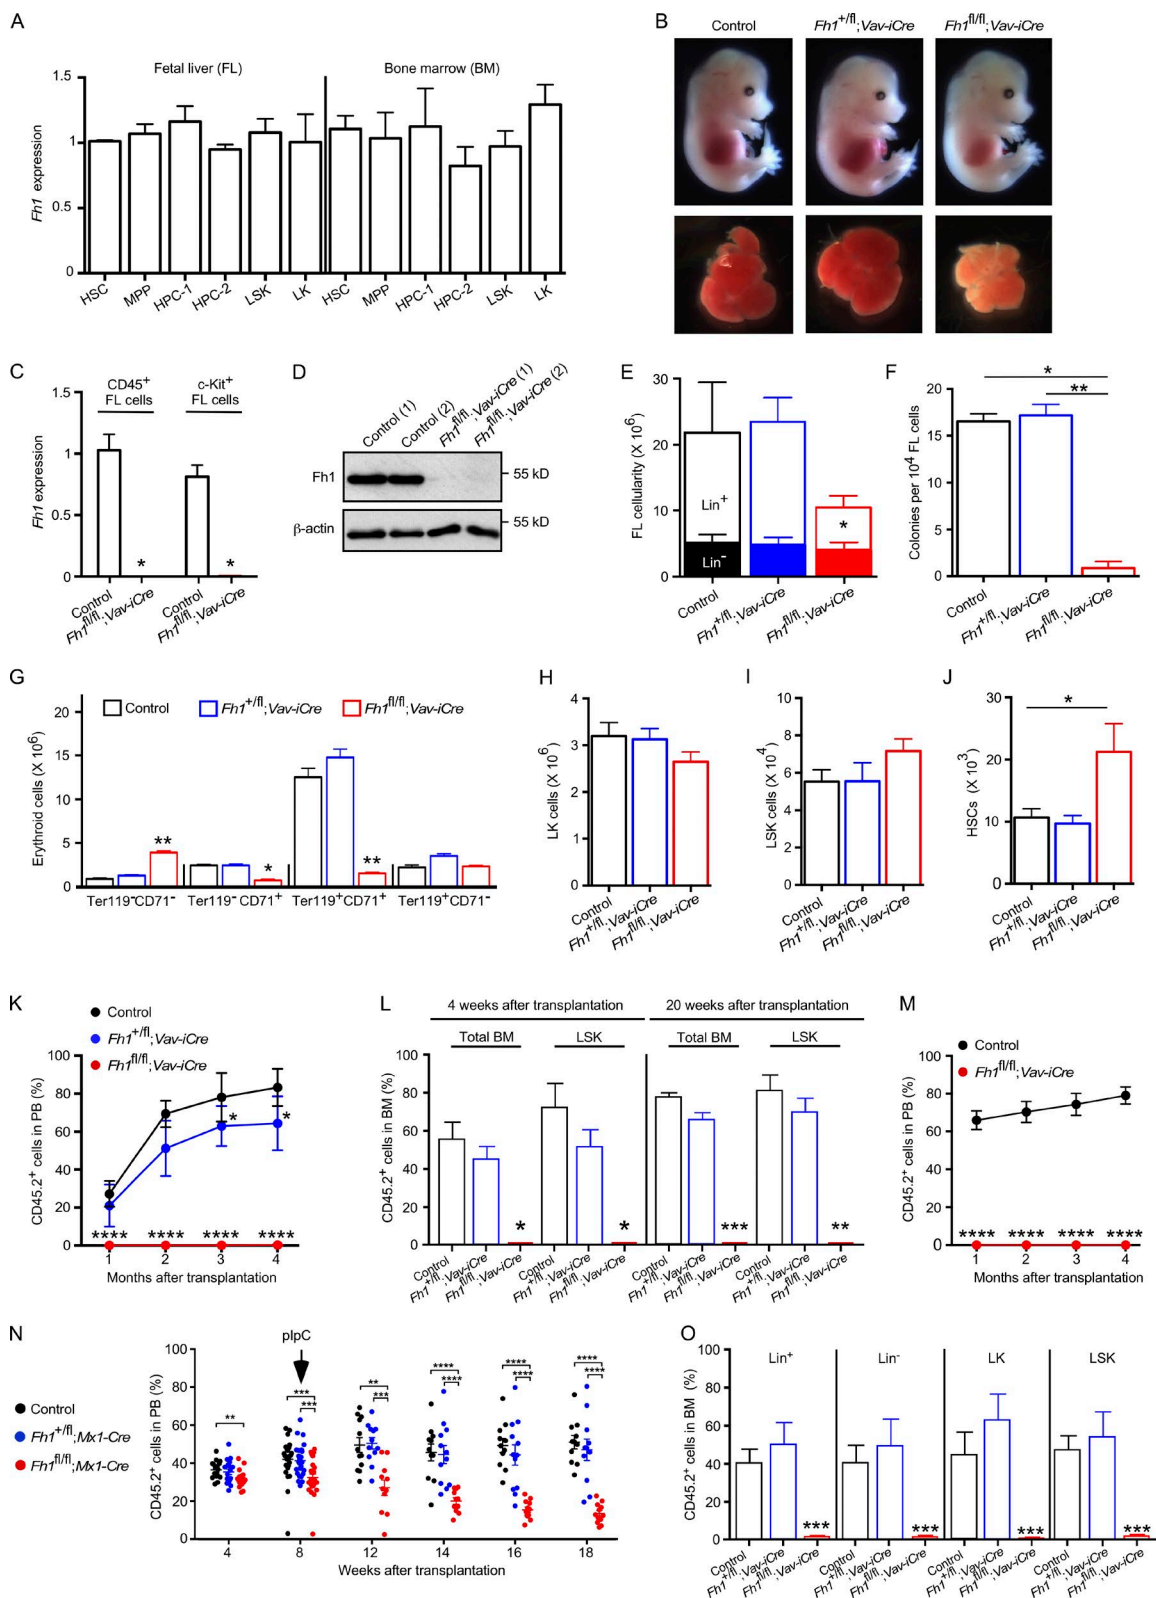 A
Fetal liver (FL) Bone marrow (BM)
Fh1 expression
1.5
1
0.5
0
HSC MPP HPC-1 HPC-2 LSK LK HSC MPP HPC-1 HPC-2 LSK LK
B
Control Fh1+/fl;Vav-iCre Fh1fl/fl;Vav-iCre
C
CD45+ FL cells c-Kit+ FL cells
Fh1 expression
1.5
1
0.5
0
* *
Control Fh1fl/fl;Vav-iCre Control Fh1fl/fl;Vav-iCre
D
Control (1) Control (2) Fh1fl/fl;Vav-iCre (1) Fh1fl/fl;Vav-iCre (2)
Fh1 55 kD
β-actin 55 kD
E
FL cellularity (X 106)
30
20
10
0
Lin+
Lin-
*
Control Fh1+/fl;Vav-iCre Fh1fl/fl;Vav-iCre
F
Colonies per 104 FL cells
20
15
10
5
0
*
**
Control Fh1+/fl;Vav-iCre Fh1fl/fl;Vav-iCre
G
Control Fh1+/fl;Vav-iCre Fh1fl/fl;Vav-iCre
Erythroid cells (X 106)
20
15
10
5
0
** * **
Ter119-CD71- Ter119-CD71+ Ter119+CD71+ Ter119+CD71-
H
LK cells (X 106)
4
3
2
1
0
Control Fh1+/fl;Vav-iCre Fh1fl/fl;Vav-iCre
I
LSK cells (X 104)
10
8
6
4
2
0
Control Fh1+/fl;Vav-iCre Fh1fl/fl;Vav-iCre
J
HSCs (X 103)
30
20
10
0
*
Control Fh1+/fl;Vav-iCre Fh1fl/fl;Vav-iCre
K
Control
Fh1+/fl;Vav-iCre
Fh1fl/fl;Vav-iCre
CD45.2+ cells in PB (%)
100
80
60
40
20
0
* *
**** **** **** ****
1 2 3 4
Months after transplantation
L
4 weeks after transplantation 20 weeks after transplantation
Total BM LSK Total BM LSK
CD45.2+ cells in BM (%)
100
80
60
40
20
0
* * *** **
Control Fh1+/fl;Vav-iCre Fh1fl/fl;Vav-iCre Control Fh1+/fl;Vav-iCre Fh1fl/fl;Vav-iCre Control Fh1+/fl;Vav-iCre Fh1fl/fl;Vav-iCre Control Fh1+/fl;Vav-iCre Fh1fl/fl;Vav-iCre
M
Control
Fh1fl/fl;Vav-iCre
CD45.2+ cells in PB (%)
100
80
60
40
20
0
**** **** **** ****
1 2 3 4
Months after transplantation
N
pIpC
Control
Fh1+/fl;Mx1-Cre
Fh1fl/fl;Mx1-Cre
CD45.2+ cells in PB (%)
100
80
60
40
20
0
** *** *** ** *** **** **** **** **** **** ****
4 8 12 14 16 18
Weeks after transplantation
O
Lin+ Lin- LK LSK
CD45.2+ cells in BM (%)
100
80
60
40
20
0
*** *** *** ***
Control Fh1+/fl;Vav-iCre Fh1fl/fl;Vav-iCre Control Fh1+/fl;Vav-iCre Fh1fl/fl;Vav-iCre Control Fh1+/fl;Vav-iCre Fh1fl/fl;Vav-iCre Control Fh1+/fl;Vav-iCre Fh1fl/fl;Vav-iCre